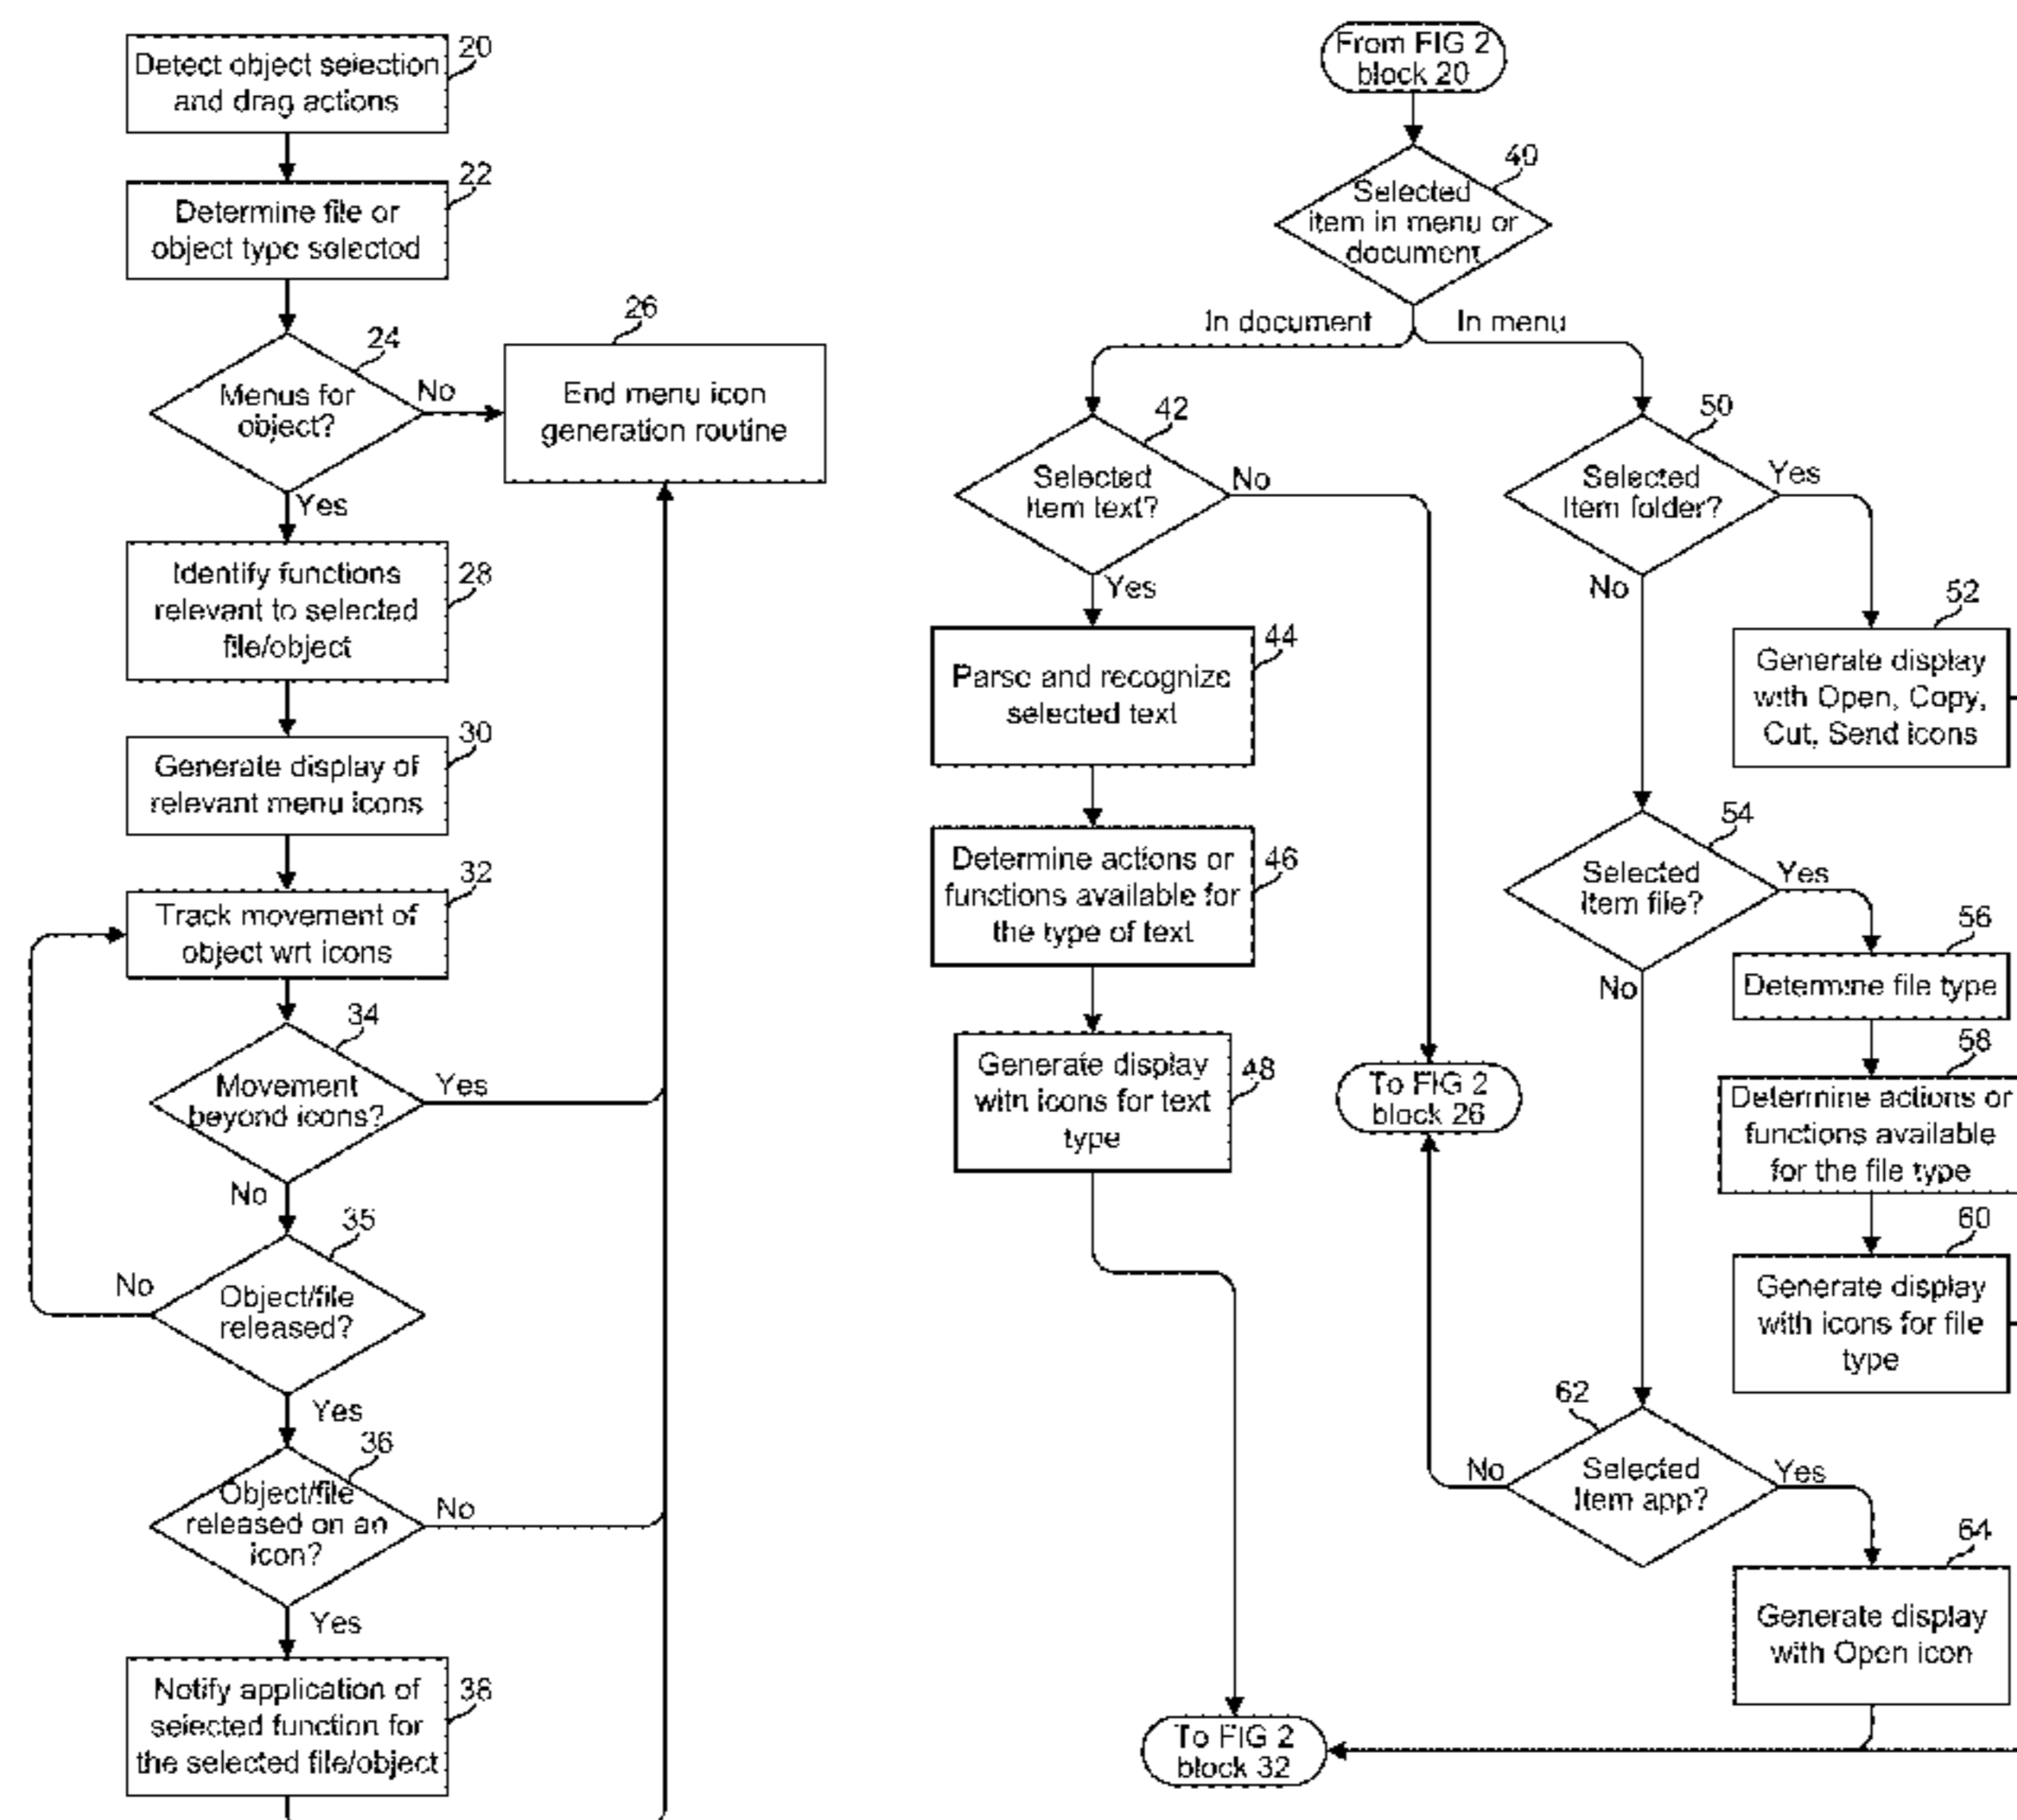 20
Detect object selection
and drag actions
22
Determine file or
object type selected
24
Menus for
object?
No
26
End menu icon
generation routine
Yes
Identify functions
relevant to selected
file/object
28
30
Generate display of
relevant menu icons
32
Track movement of
object wrt icons
34
Movement
beyond icons?
Yes
No
35
Object/file
released?
No
Yes
36
Object/file
released on an
icon?
No
Yes
Notify application of
selected function for
the selected file/object
38
From FIG 2
block 20
40
Selected
item in menu or
document
In document
In menu
42
Selected
Item text?
No
Yes
44
Parse and recognize
selected text
Determine actions or
functions available for
the type of text
46
Generate display
with icons for text
type
48
To FIG 2
block 26
50
Selected
Item folder?
Yes
No
52
Generate display
with Open, Copy,
Cut, Send icons
54
Selected
Item file?
Yes
No
56
Determine file type
58
Determine actions or
functions available
for the file type
60
Generate display
with icons for file
type
62
Selected
Item app?
No
Yes
64
Generate display
with Open icon
To FIG 2
block 32